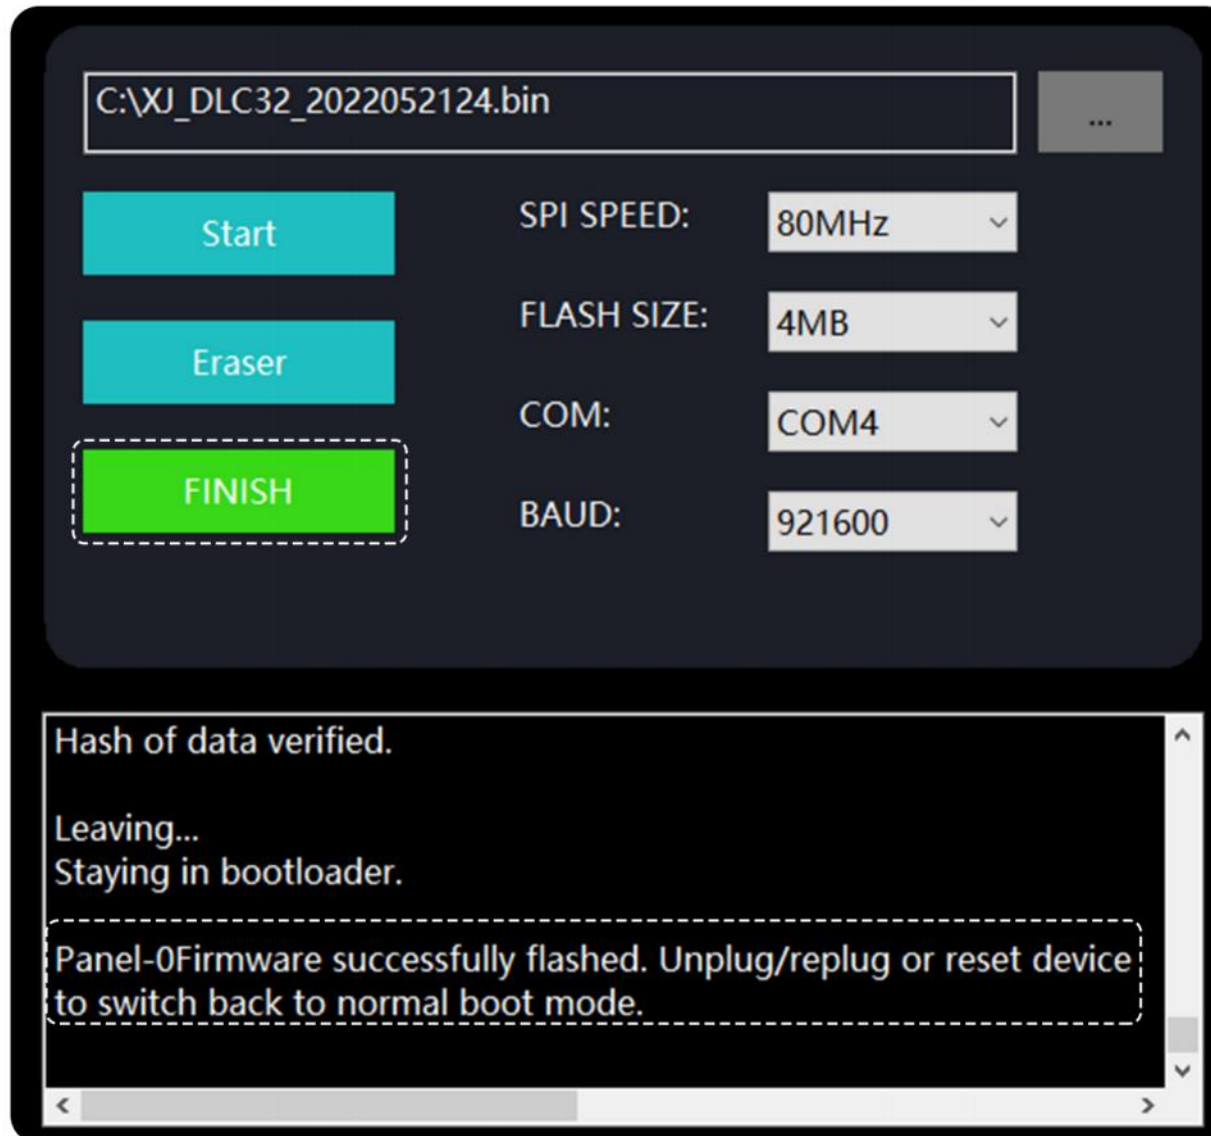 C:\XJ_DLC32_2022052124.bin
...
Start
SPI SPEED:
80MHz
Eraser
FLASH SIZE:
4MB
COM:
COM4
FINISH
BAUD:
921600
Hash of data verified.
Leaving...
Staying in bootloader.
Panel-0Firmware successfully flashed. Unplug/replug or reset device
to switch back to normal boot mode.